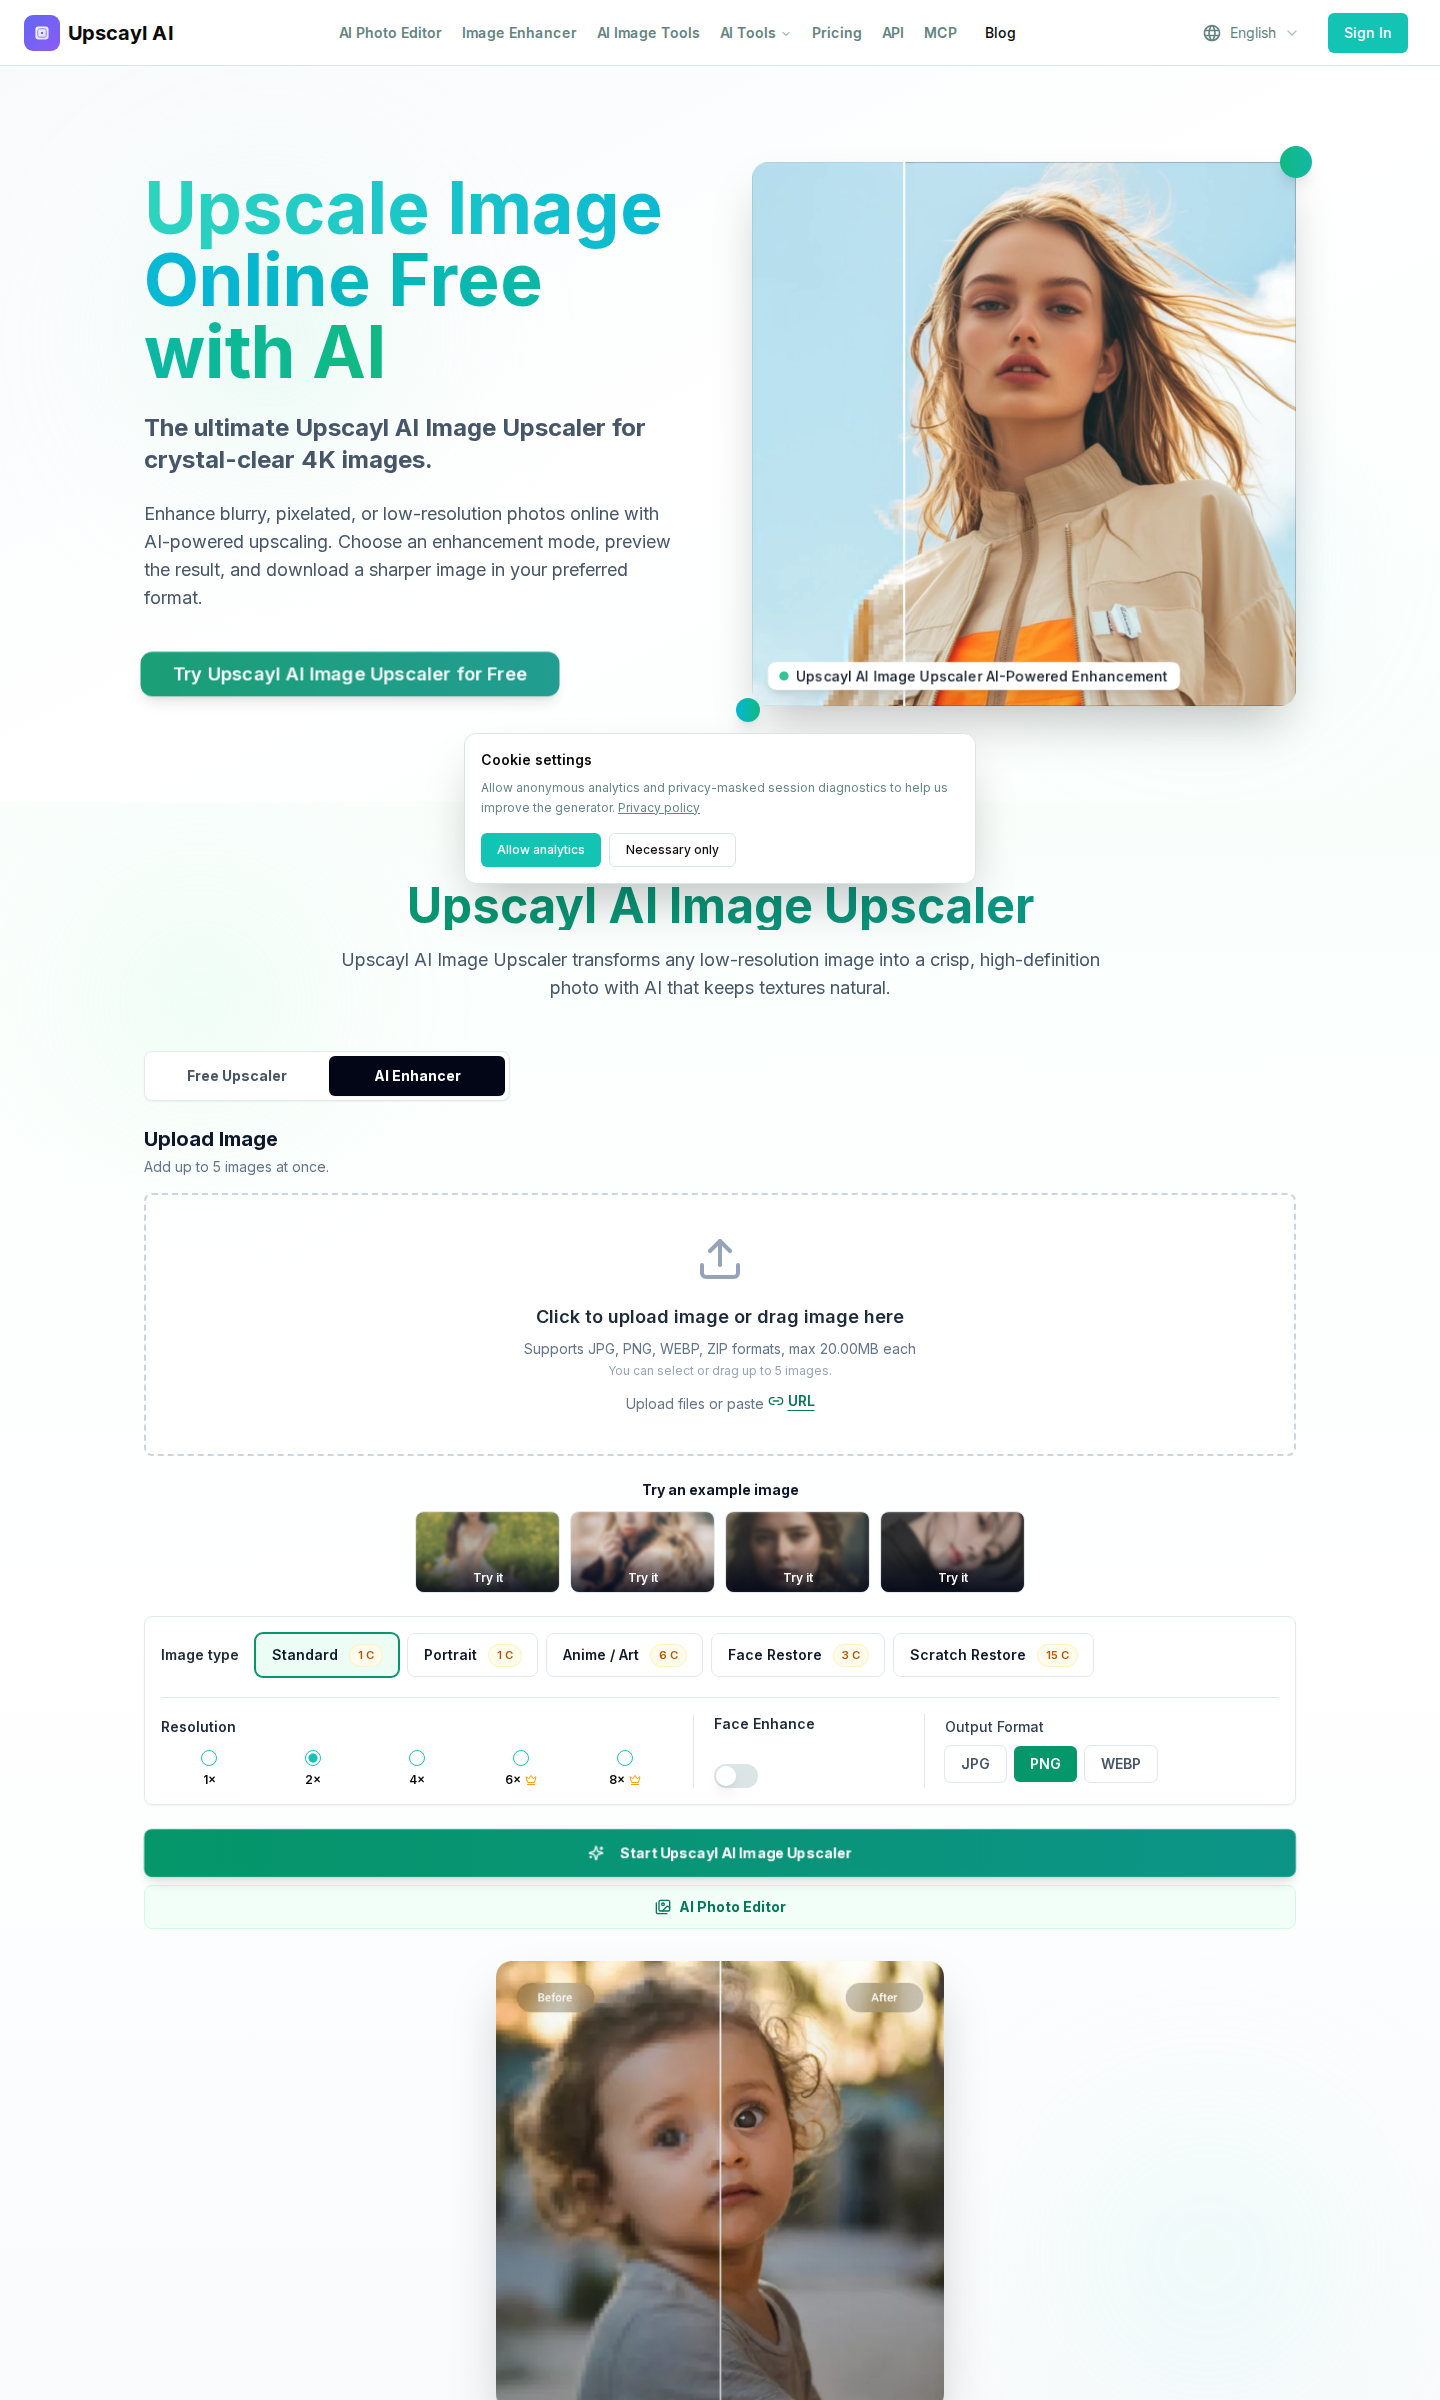 Upscayl AI
AI Photo Editor
Image Enhancer
AI Image Tools
AI Tools
Pricing
API
MCP
Blog
English
Sign In
Upscale Image
Online Free
with AI
The ultimate Upscayl AI Image Upscaler for
crystal-clear 4K images.
Enhance blurry, pixelated, or low-resolution photos online with
AI-powered upscaling. Choose an enhancement mode, preview
the result, and download a sharper image in your preferred
format.
Try Upscayl AI Image Upscaler for Free
Upscayl AI Image Upscaler AI-Powered Enhancement
Cookie settings
Allow anonymous analytics and privacy-masked session diagnostics to help us
improve the generator. Privacy policy
Allow analytics
Necessary only
Upscayl AI Image Upscaler
Upscayl AI Image Upscaler transforms any low-resolution image into a crisp, high-definition
photo with AI that keeps textures natural.
Free Upscaler
AI Enhancer
Upload Image
Add up to 5 images at once.
Click to upload image or drag image here
Supports JPG, PNG, WEBP, ZIP formats, max 20.00MB each
You can select or drag up to 5 images.
Upload files or paste URL
Try an example image
Try it
Try it
Try it
Try it
Image type
Standard 1 C
Portrait 1 C
Anime / Art 6 C
Face Restore 3 C
Scratch Restore 15 C
Resolution
1×
2×
4×
6×
8×
Face Enhance
Output Format
JPG
PNG
WEBP
Start Upscayl AI Image Upscaler
AI Photo Editor
Before
After